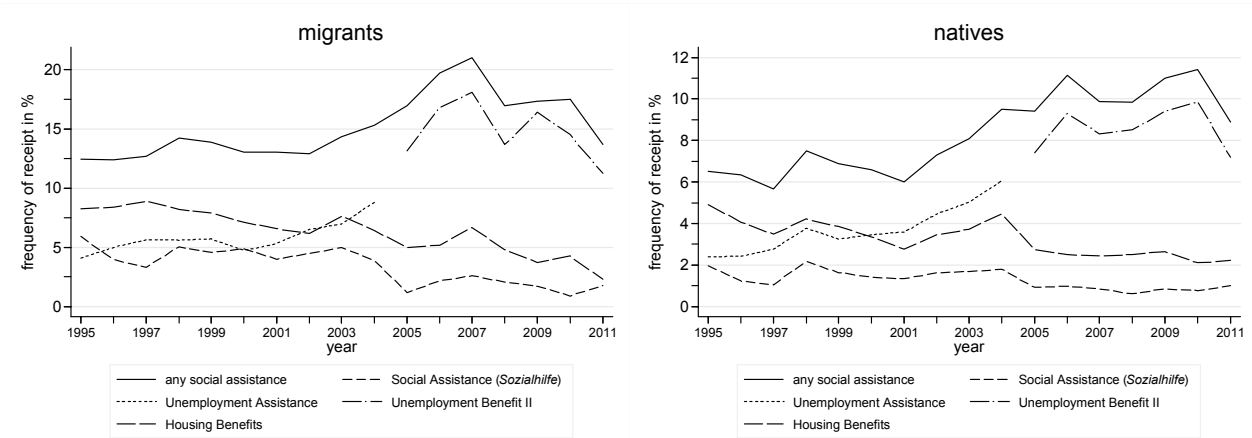 migrants
frequency of receipt in %
20
15
10
5
0
1995 1997 1999 2001 2003 2005 2007 2009 2011
year
any social assistance Social Assistance (Sozialhilfe)
Unemployment Assistance Unemployment Benefit II
Housing Benefits
natives
frequency of receipt in %
12
10
8
6
4
2
0
1995 1997 1999 2001 2003 2005 2007 2009 2011
year
any social assistance Social Assistance (Sozialhilfe)
Unemployment Assistance Unemployment Benefit II
Housing Benefits